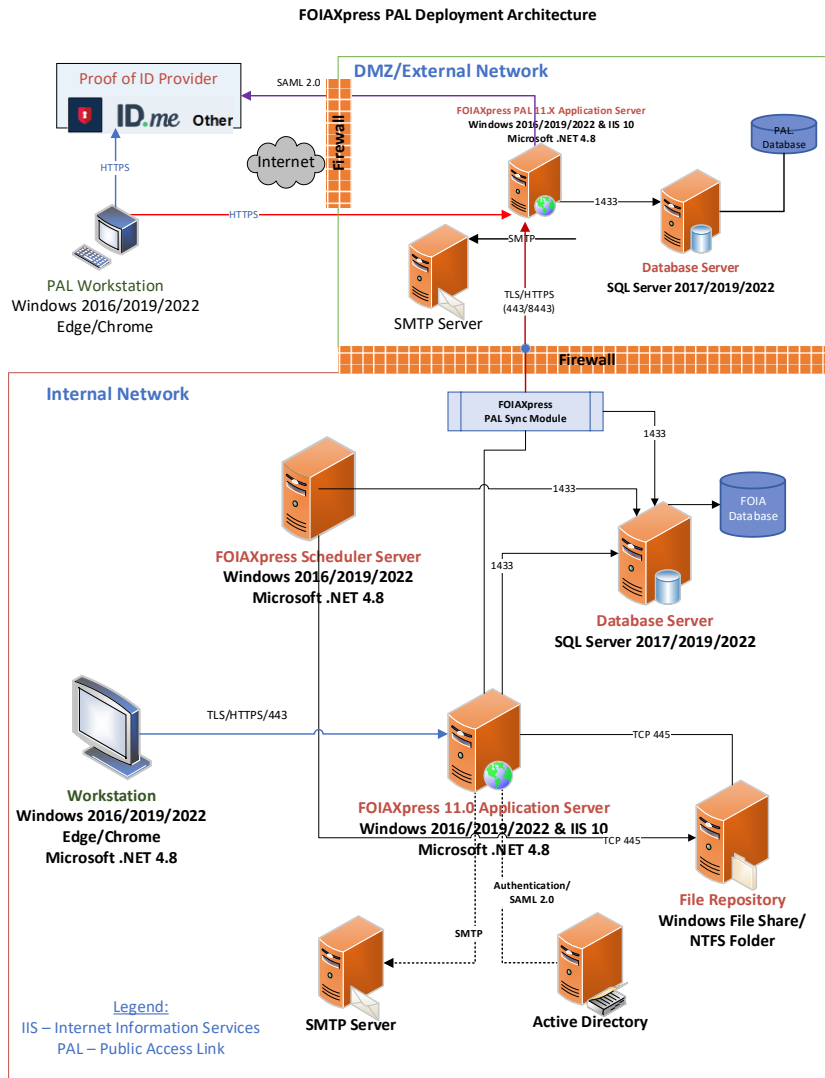 FOIAXpress PAL Deployment Architecture
DMZ/External Network
Proof of ID Provider
ID.me Other
SAML 2.0
Firewall
FOIAXpress PAL 11.X Application Server
Windows 2016/2019/2022 & IIS 10
Microsoft .NET 4.8
PAL
Database
Internet
HTTPS
HTTPS
1433
SMTP
PAL Workstation
Windows 2016/2019/2022
Edge/Chrome
SMTP Server
TLS/HTTPS
(443/8443)
Database Server
SQL Server 2017/2019/2022
Firewall
Internal Network
FOIAXpress
PAL Sync Module
1433
1433
FOIA
Database
FOIAXpress Scheduler Server
Windows 2016/2019/2022
Microsoft .NET 4.8
1433
Database Server
SQL Server 2017/2019/2022
TLS/HTTPS/443
TCP 445
Workstation
Windows 2016/2019/2022
Edge/Chrome
Microsoft .NET 4.8
FOIAXpress 11.0 Application Server
Windows 2016/2019/2022 & IIS 10
Microsoft .NET 4.8
TCP 445
File Repository
Windows File Share/
NTFS Folder
Authentication/
SAML 2.0
SMTP
SMTP Server
Active Directory
Legend:
IIS – Internet Information Services
PAL – Public Access Link